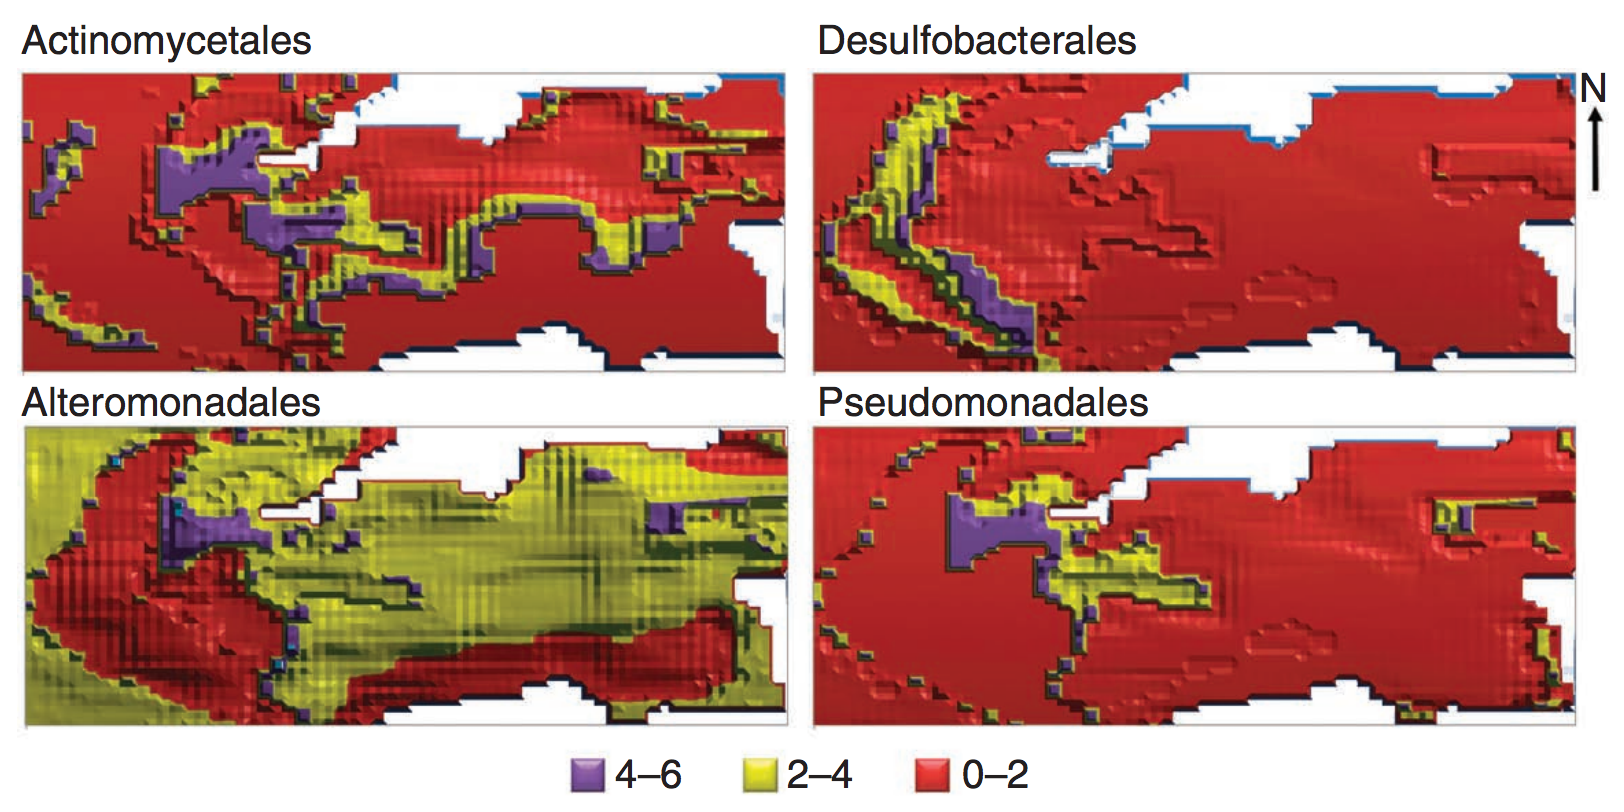 Actinomycetales
Desulfobacterales
N
Alteromonadales
Pseudomonadales
4–6
2–4
0–2